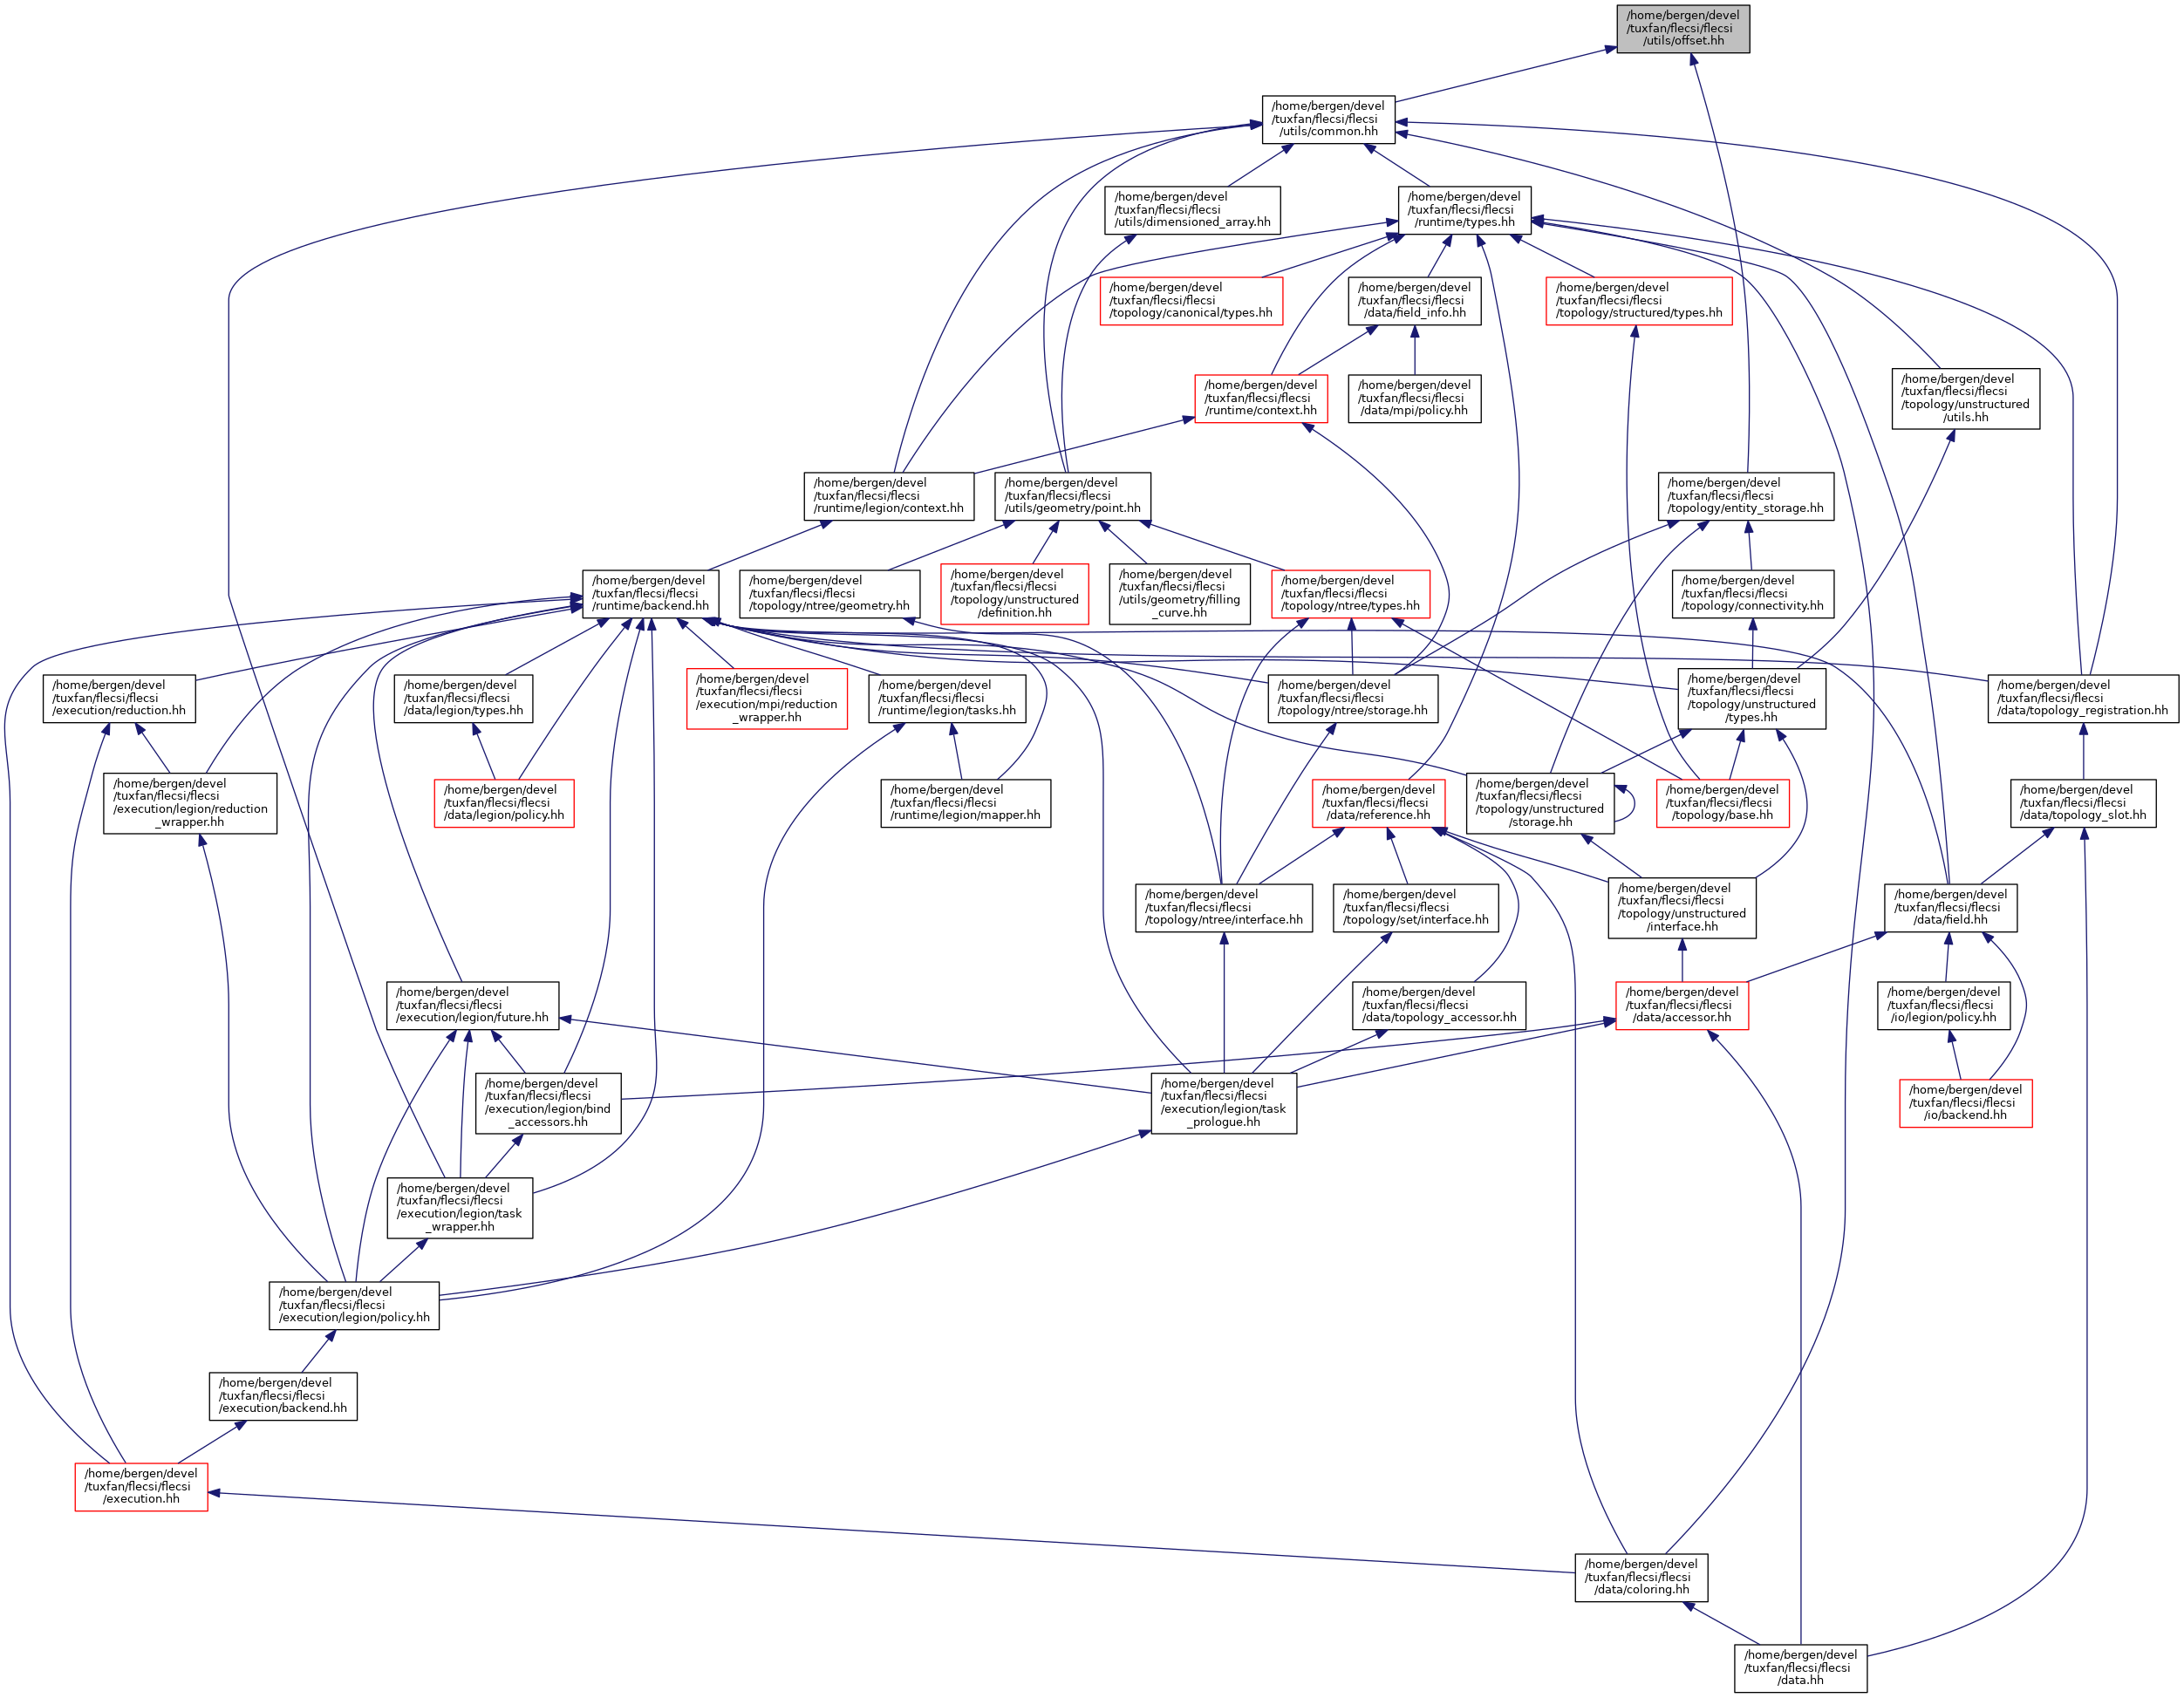 /home/bergen/devel
/tuxfan/flecsi/flecsi
/utils/offset.hh
/home/bergen/devel
/tuxfan/flecsi/flecsi
/utils/common.hh
/home/bergen/devel
/tuxfan/flecsi/flecsi
/utils/dimensioned_array.hh
/home/bergen/devel
/tuxfan/flecsi/flecsi
/runtime/types.hh
/home/bergen/devel
/tuxfan/flecsi/flecsi
/topology/canonical/types.hh
/home/bergen/devel
/tuxfan/flecsi/flecsi
/data/field_info.hh
/home/bergen/devel
/tuxfan/flecsi/flecsi
/topology/structured/types.hh
/home/bergen/devel
/tuxfan/flecsi/flecsi
/runtime/context.hh
/home/bergen/devel
/tuxfan/flecsi/flecsi
/data/mpi/policy.hh
/home/bergen/devel
/tuxfan/flecsi/flecsi
/topology/unstructured
/utils.hh
/home/bergen/devel
/tuxfan/flecsi/flecsi
/runtime/legion/context.hh
/home/bergen/devel
/tuxfan/flecsi/flecsi
/utils/geometry/point.hh
/home/bergen/devel
/tuxfan/flecsi/flecsi
/topology/entity_storage.hh
/home/bergen/devel
/tuxfan/flecsi/flecsi
/runtime/backend.hh
/home/bergen/devel
/tuxfan/flecsi/flecsi
/topology/ntree/geometry.hh
/home/bergen/devel
/tuxfan/flecsi/flecsi
/topology/unstructured
/definition.hh
/home/bergen/devel
/tuxfan/flecsi/flecsi
/utils/geometry/filling
_curve.hh
/home/bergen/devel
/tuxfan/flecsi/flecsi
/topology/ntree/types.hh
/home/bergen/devel
/tuxfan/flecsi/flecsi
/topology/connectivity.hh
/home/bergen/devel
/tuxfan/flecsi/flecsi
/execution/reduction.hh
/home/bergen/devel
/tuxfan/flecsi/flecsi
/data/legion/types.hh
/home/bergen/devel
/tuxfan/flecsi/flecsi
/execution/mpi/reduction
_wrapper.hh
/home/bergen/devel
/tuxfan/flecsi/flecsi
/runtime/legion/tasks.hh
/home/bergen/devel
/tuxfan/flecsi/flecsi
/topology/ntree/storage.hh
/home/bergen/devel
/tuxfan/flecsi/flecsi
/topology/unstructured
/types.hh
/home/bergen/devel
/tuxfan/flecsi/flecsi
/data/topology_registration.hh
/home/bergen/devel
/tuxfan/flecsi/flecsi
/execution/legion/reduction
_wrapper.hh
/home/bergen/devel
/tuxfan/flecsi/flecsi
/data/legion/policy.hh
/home/bergen/devel
/tuxfan/flecsi/flecsi
/runtime/legion/mapper.hh
/home/bergen/devel
/tuxfan/flecsi/flecsi
/data/reference.hh
/home/bergen/devel
/tuxfan/flecsi/flecsi
/topology/unstructured
/storage.hh
/home/bergen/devel
/tuxfan/flecsi/flecsi
/topology/base.hh
/home/bergen/devel
/tuxfan/flecsi/flecsi
/data/topology_slot.hh
/home/bergen/devel
/tuxfan/flecsi/flecsi
/topology/ntree/interface.hh
/home/bergen/devel
/tuxfan/flecsi/flecsi
/topology/set/interface.hh
/home/bergen/devel
/tuxfan/flecsi/flecsi
/topology/unstructured
/interface.hh
/home/bergen/devel
/tuxfan/flecsi/flecsi
/data/field.hh
/home/bergen/devel
/tuxfan/flecsi/flecsi
/execution/legion/future.hh
/home/bergen/devel
/tuxfan/flecsi/flecsi
/data/topology_accessor.hh
/home/bergen/devel
/tuxfan/flecsi/flecsi
/data/accessor.hh
/home/bergen/devel
/tuxfan/flecsi/flecsi
/io/legion/policy.hh
/home/bergen/devel
/tuxfan/flecsi/flecsi
/execution/legion/bind
_accessors.hh
/home/bergen/devel
/tuxfan/flecsi/flecsi
/execution/legion/task
_prologue.hh
/home/bergen/devel
/tuxfan/flecsi/flecsi
/io/backend.hh
/home/bergen/devel
/tuxfan/flecsi/flecsi
/execution/legion/task
_wrapper.hh
/home/bergen/devel
/tuxfan/flecsi/flecsi
/execution/legion/policy.hh
/home/bergen/devel
/tuxfan/flecsi/flecsi
/execution/backend.hh
/home/bergen/devel
/tuxfan/flecsi/flecsi
/execution.hh
/home/bergen/devel
/tuxfan/flecsi/flecsi
/data/coloring.hh
/home/bergen/devel
/tuxfan/flecsi/flecsi
/data.hh